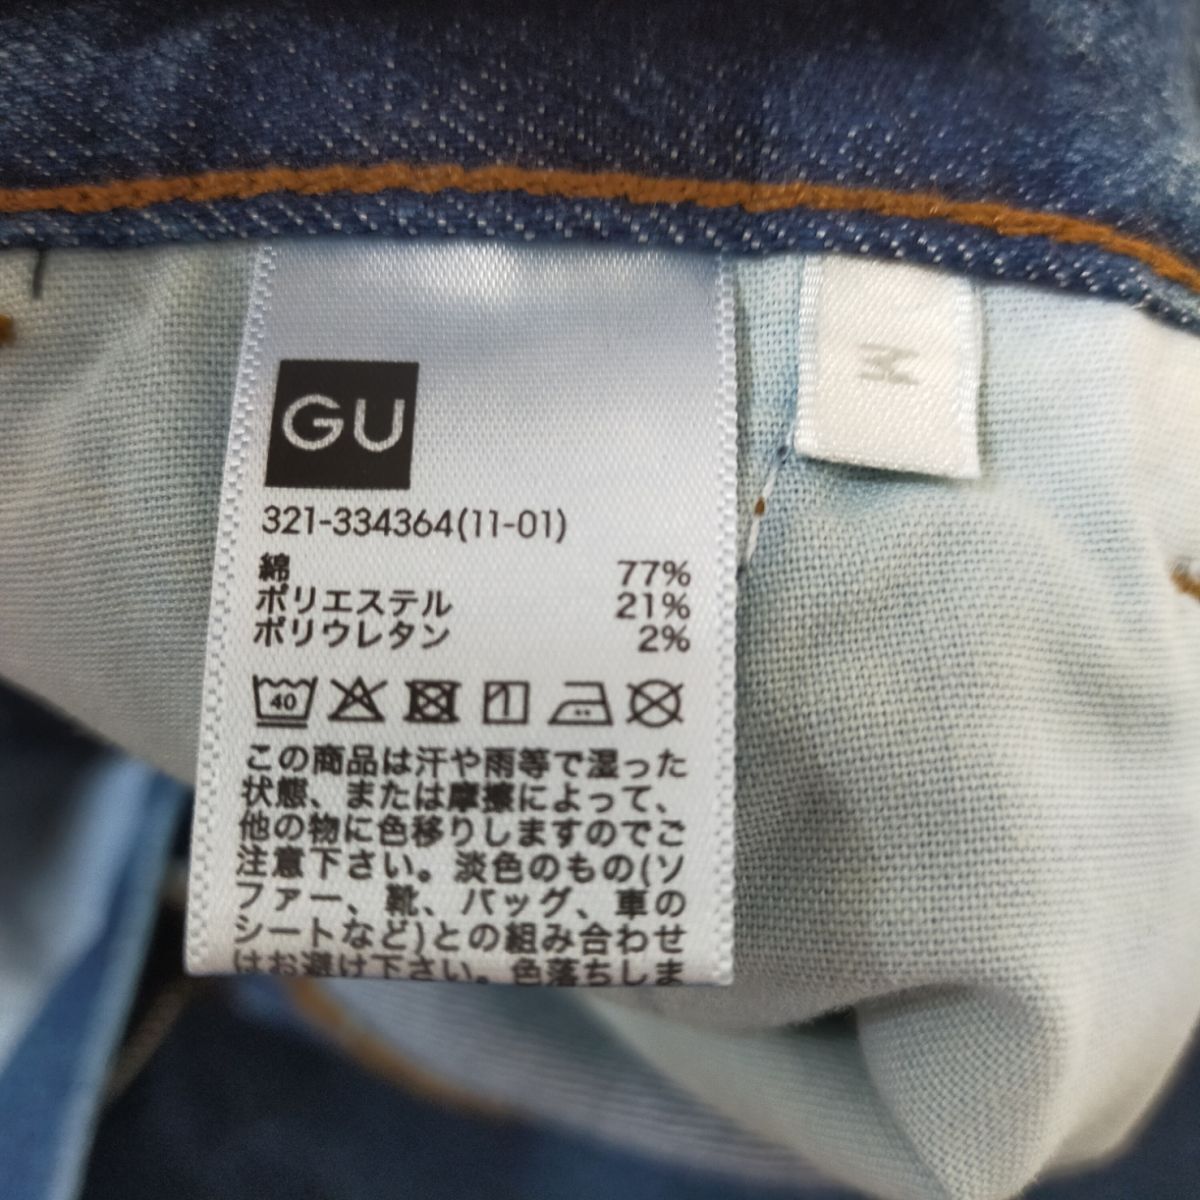 GU
M
321-334364(11-01)
綿 77%
ポリエステル 21%
ポリウレタン 2%
40
この商品は汗や雨等で湿った
状態、または摩擦によって、
他の物に色移りしますのでご
注意下さい。淡色のもの(ソ
ファー、靴、バッグ、車の
シートなど)との組み合わせ
はお避け下さい。色落ちしま